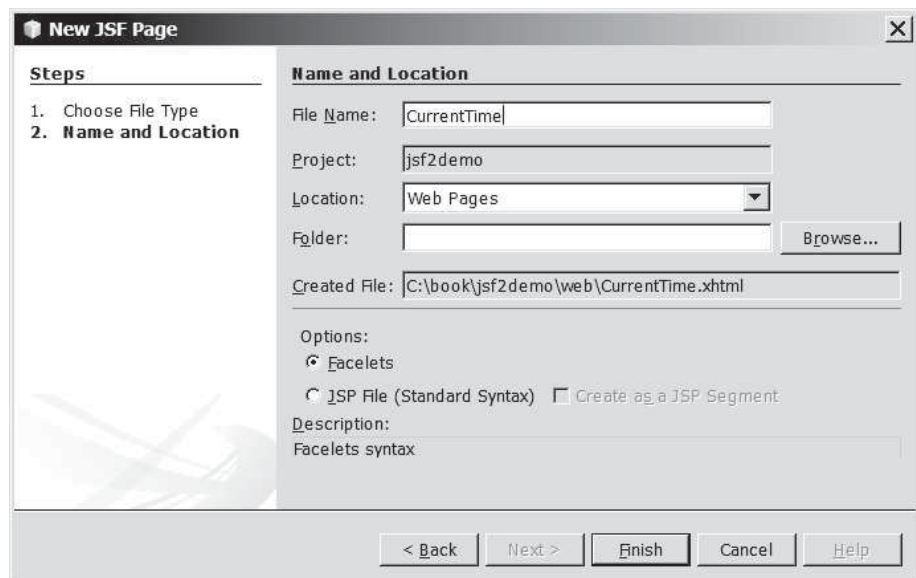 New JSF Page
Steps
1. Choose File Type
2. Name and Location
Name and Location
File Name: CurrentTime
Project: jsf2demo
Location: Web Pages
Folder: Browse...
Created File: C:\book\jsf2demo\web\CurrentTime.xhtml
Options:
Facelets
JSP File (Standard Syntax) Create as a JSP Segment
Description:
Facelets syntax
< Back Next > Finish Cancel Help